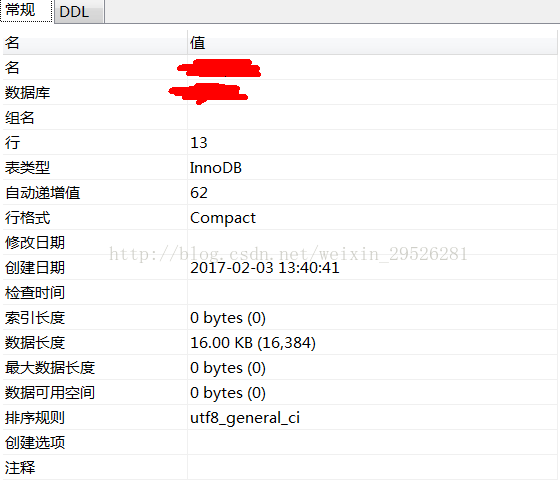 常规 DDL
名 值
名
数据库
组名
行 13
表类型 InnoDB
自动递增值 62
行格式 Compact
修改日期
http://blog.csdn.net/weixin_29526281
创建日期 2017-02-03 13:40:41
检查时间
索引长度 0 bytes (0)
数据长度 16.00 KB (16,384)
最大数据长度 0 bytes (0)
数据可用空间 0 bytes (0)
排序规则 utf8_general_ci
创建选项
注释